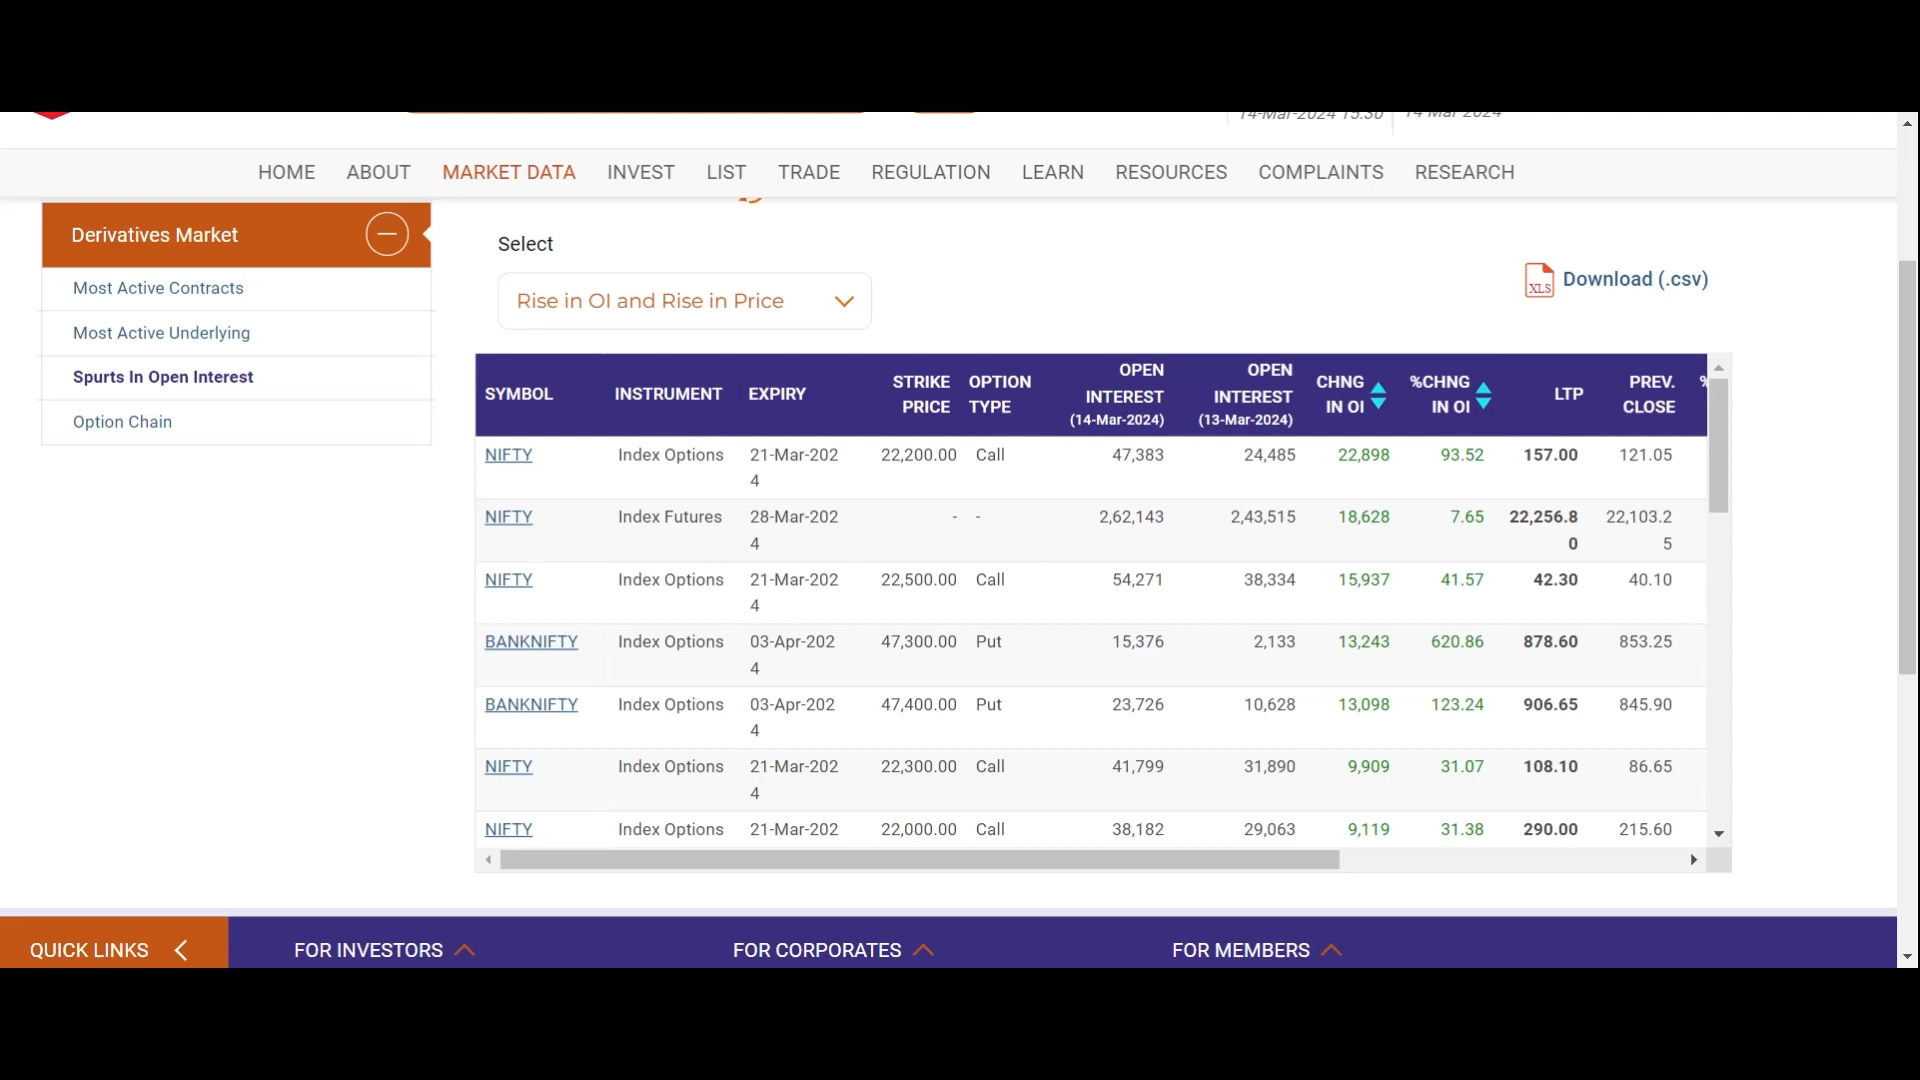 14-Mar-2024 15:30
14-Mar-2024
HOME ABOUT MARKET DATA INVEST LIST TRADE REGULATION LEARN RESOURCES COMPLAINTS RESEARCH
Derivatives Market
Most Active Contracts
Most Active Underlying
Spurts In Open Interest
Option Chain
Select
Rise in OI and Rise in Price
XLS Download (.csv)
SYMBOL INSTRUMENT EXPIRY STRIKE PRICE OPTION TYPE OPEN INTEREST (14-Mar-2024) OPEN INTEREST (13-Mar-2024) CHNG IN OI %CHNG IN OI LTP PREV. CLOSE %
NIFTY Index Options 21-Mar-2024 22,200.00 Call 47,383 24,485 22,898 93.52 157.00 121.05
NIFTY Index Futures 28-Mar-2024 - - 2,62,143 2,43,515 18,628 7.65 22,256.80 22,103.25
NIFTY Index Options 21-Mar-2024 22,500.00 Call 54,271 38,334 15,937 41.57 42.30 40.10
BANKNIFTY Index Options 03-Apr-2024 47,300.00 Put 15,376 2,133 13,243 620.86 878.60 853.25
BANKNIFTY Index Options 03-Apr-2024 47,400.00 Put 23,726 10,628 13,098 123.24 906.65 845.90
NIFTY Index Options 21-Mar-2024 22,300.00 Call 41,799 31,890 9,909 31.07 108.10 86.65
NIFTY Index Options 21-Mar-202 22,000.00 Call 38,182 29,063 9,119 31.38 290.00 215.60
QUICK LINKS FOR INVESTORS FOR CORPORATES FOR MEMBERS